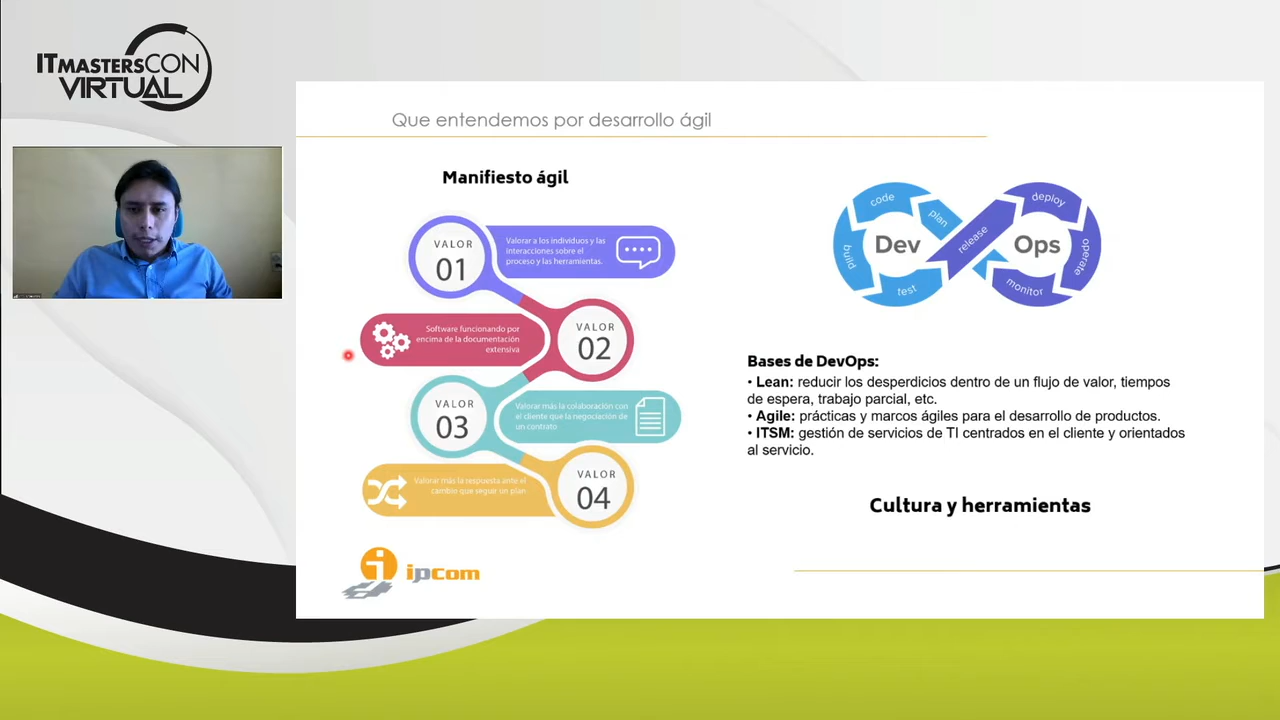 ITMASTERSCON
VIRTUAL
Que entendemos por desarrollo ágil
Manifiesto ágil
VALOR
01
Valorar a los individuos y las
interacciones sobre el
proceso y las herramientas.
Software funcionando por
encima de la documentación
extensiva
VALOR
02
VALOR
03
Valorar más la colaboración con
el cliente que la negociación de
un contrato
Valorar más la respuesta ante el
cambio que seguir un plan
VALOR
04
ipcom
code
plan
build
test
Dev
release
deploy
Ops
operate
monitor
Bases de DevOps:
• Lean: reducir los desperdicios dentro de un flujo de valor, tiempos
de espera, trabajo parcial, etc.
• Agile: prácticas y marcos ágiles para el desarrollo de productos.
• ITSM: gestión de servicios de TI centrados en el cliente y orientados
al servicio.
Cultura y herramientas